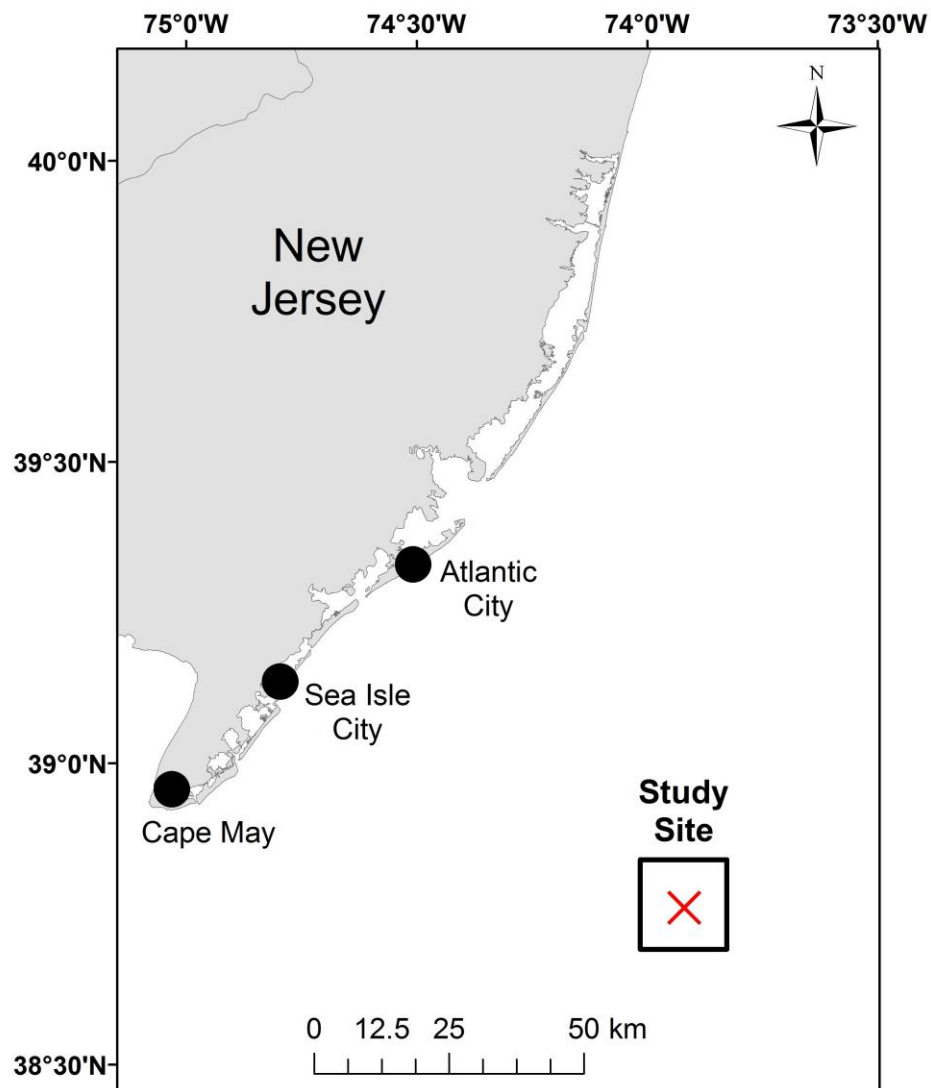 75°0'W
74°30'W
74°0'W
73°30'W
N
40°0'N
New
Jersey
39°30'N
Atlantic
City
Sea Isle
City
39°0'N
Study
Site
Cape May
0 12.5 25 50 km
38°30'N